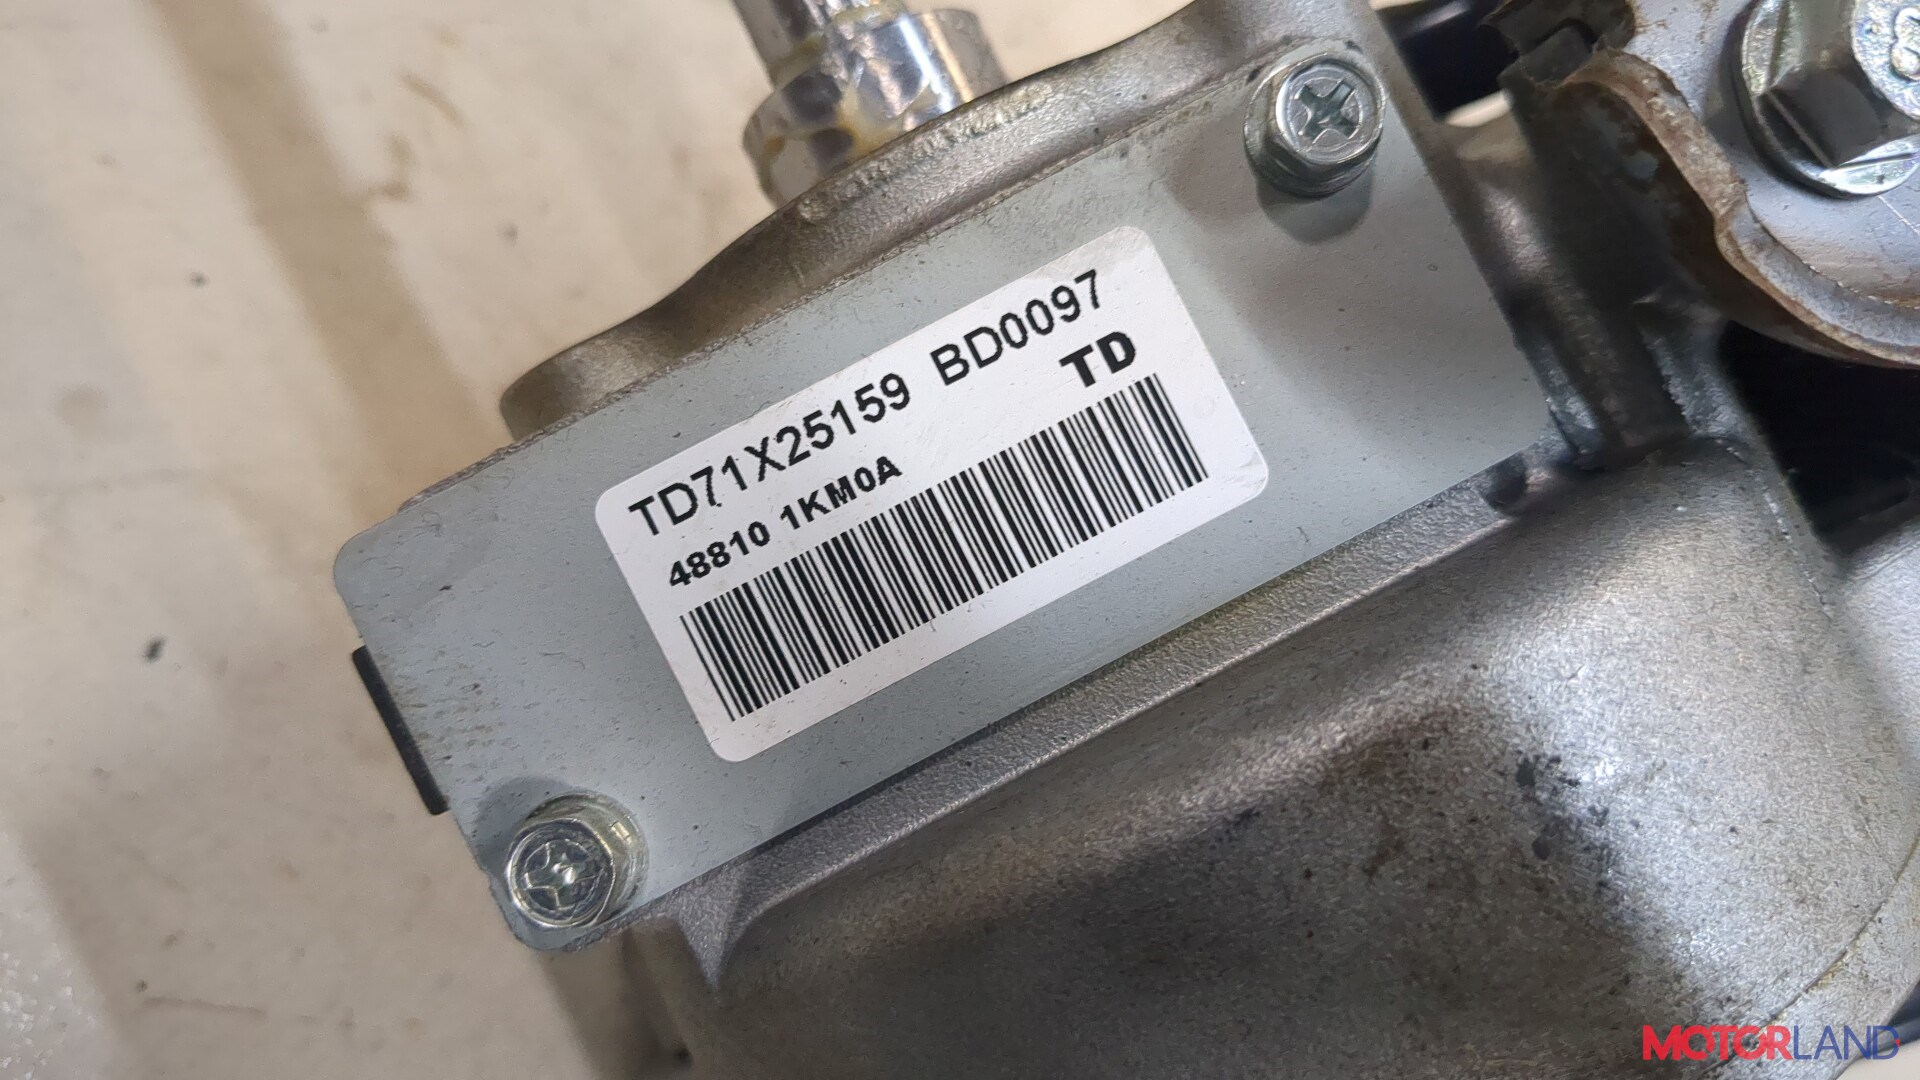 TD71X25159 BD0097
48810 1KM0A TD
MOTORLAND